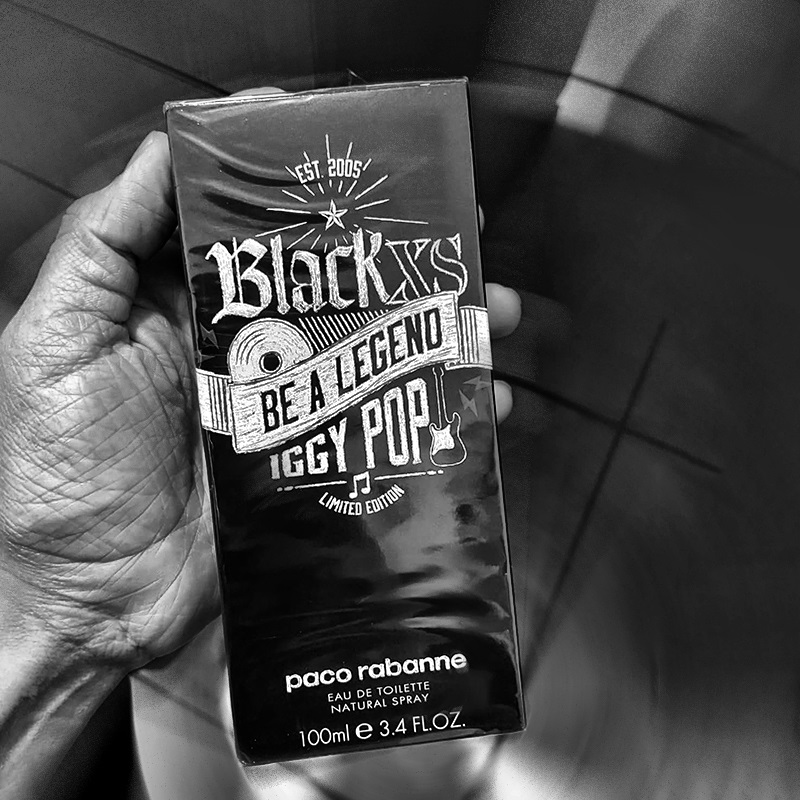 EST. 2005
Blackxs
BE A LEGEND
IGGY POP
LIMITED EDITION
paco rabanne
EAU DE TOILETTE
NATURAL SPRAY
100ml e 3.4 FL.OZ.